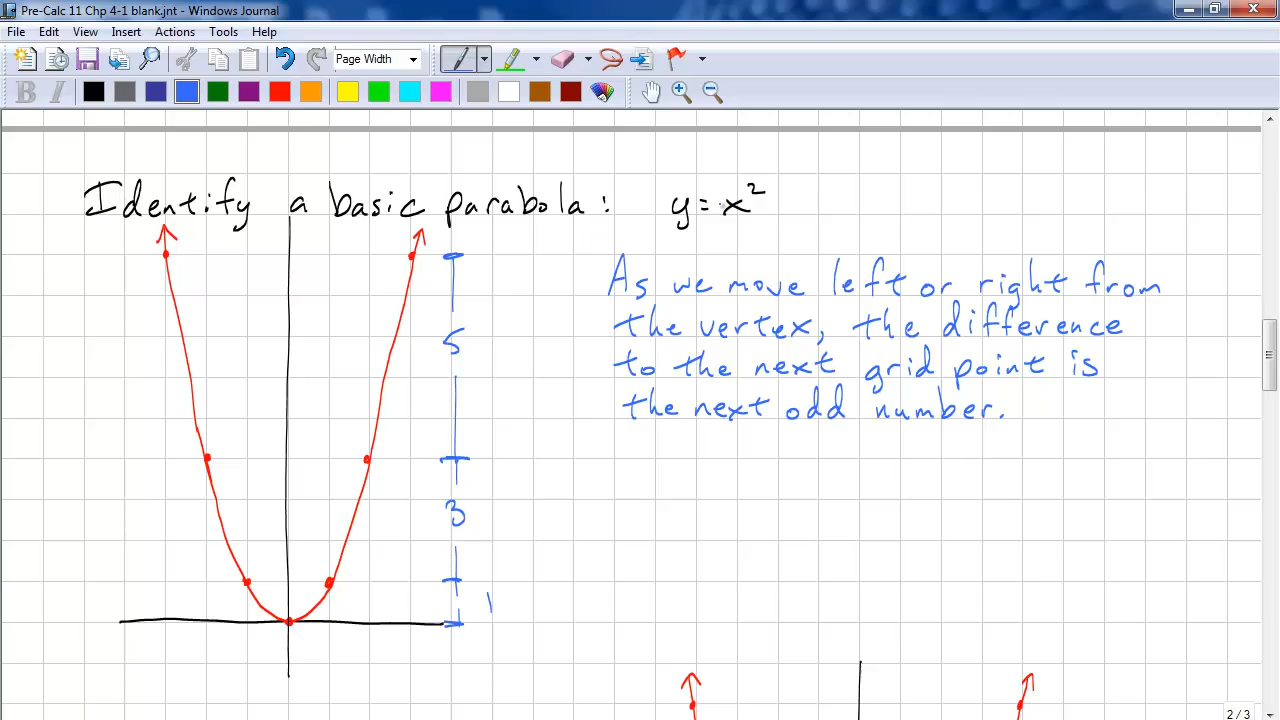 Pre-Calc 11 Chp 4-1 blank.jnt - Windows Journal
File Edit View Insert Actions Tools Help
Page Width
B I
Identify a basic parabola: y=x²
As we move left or right from
the vertex, the difference
to the next grid point is
the next odd number.
5
3
1
2/3